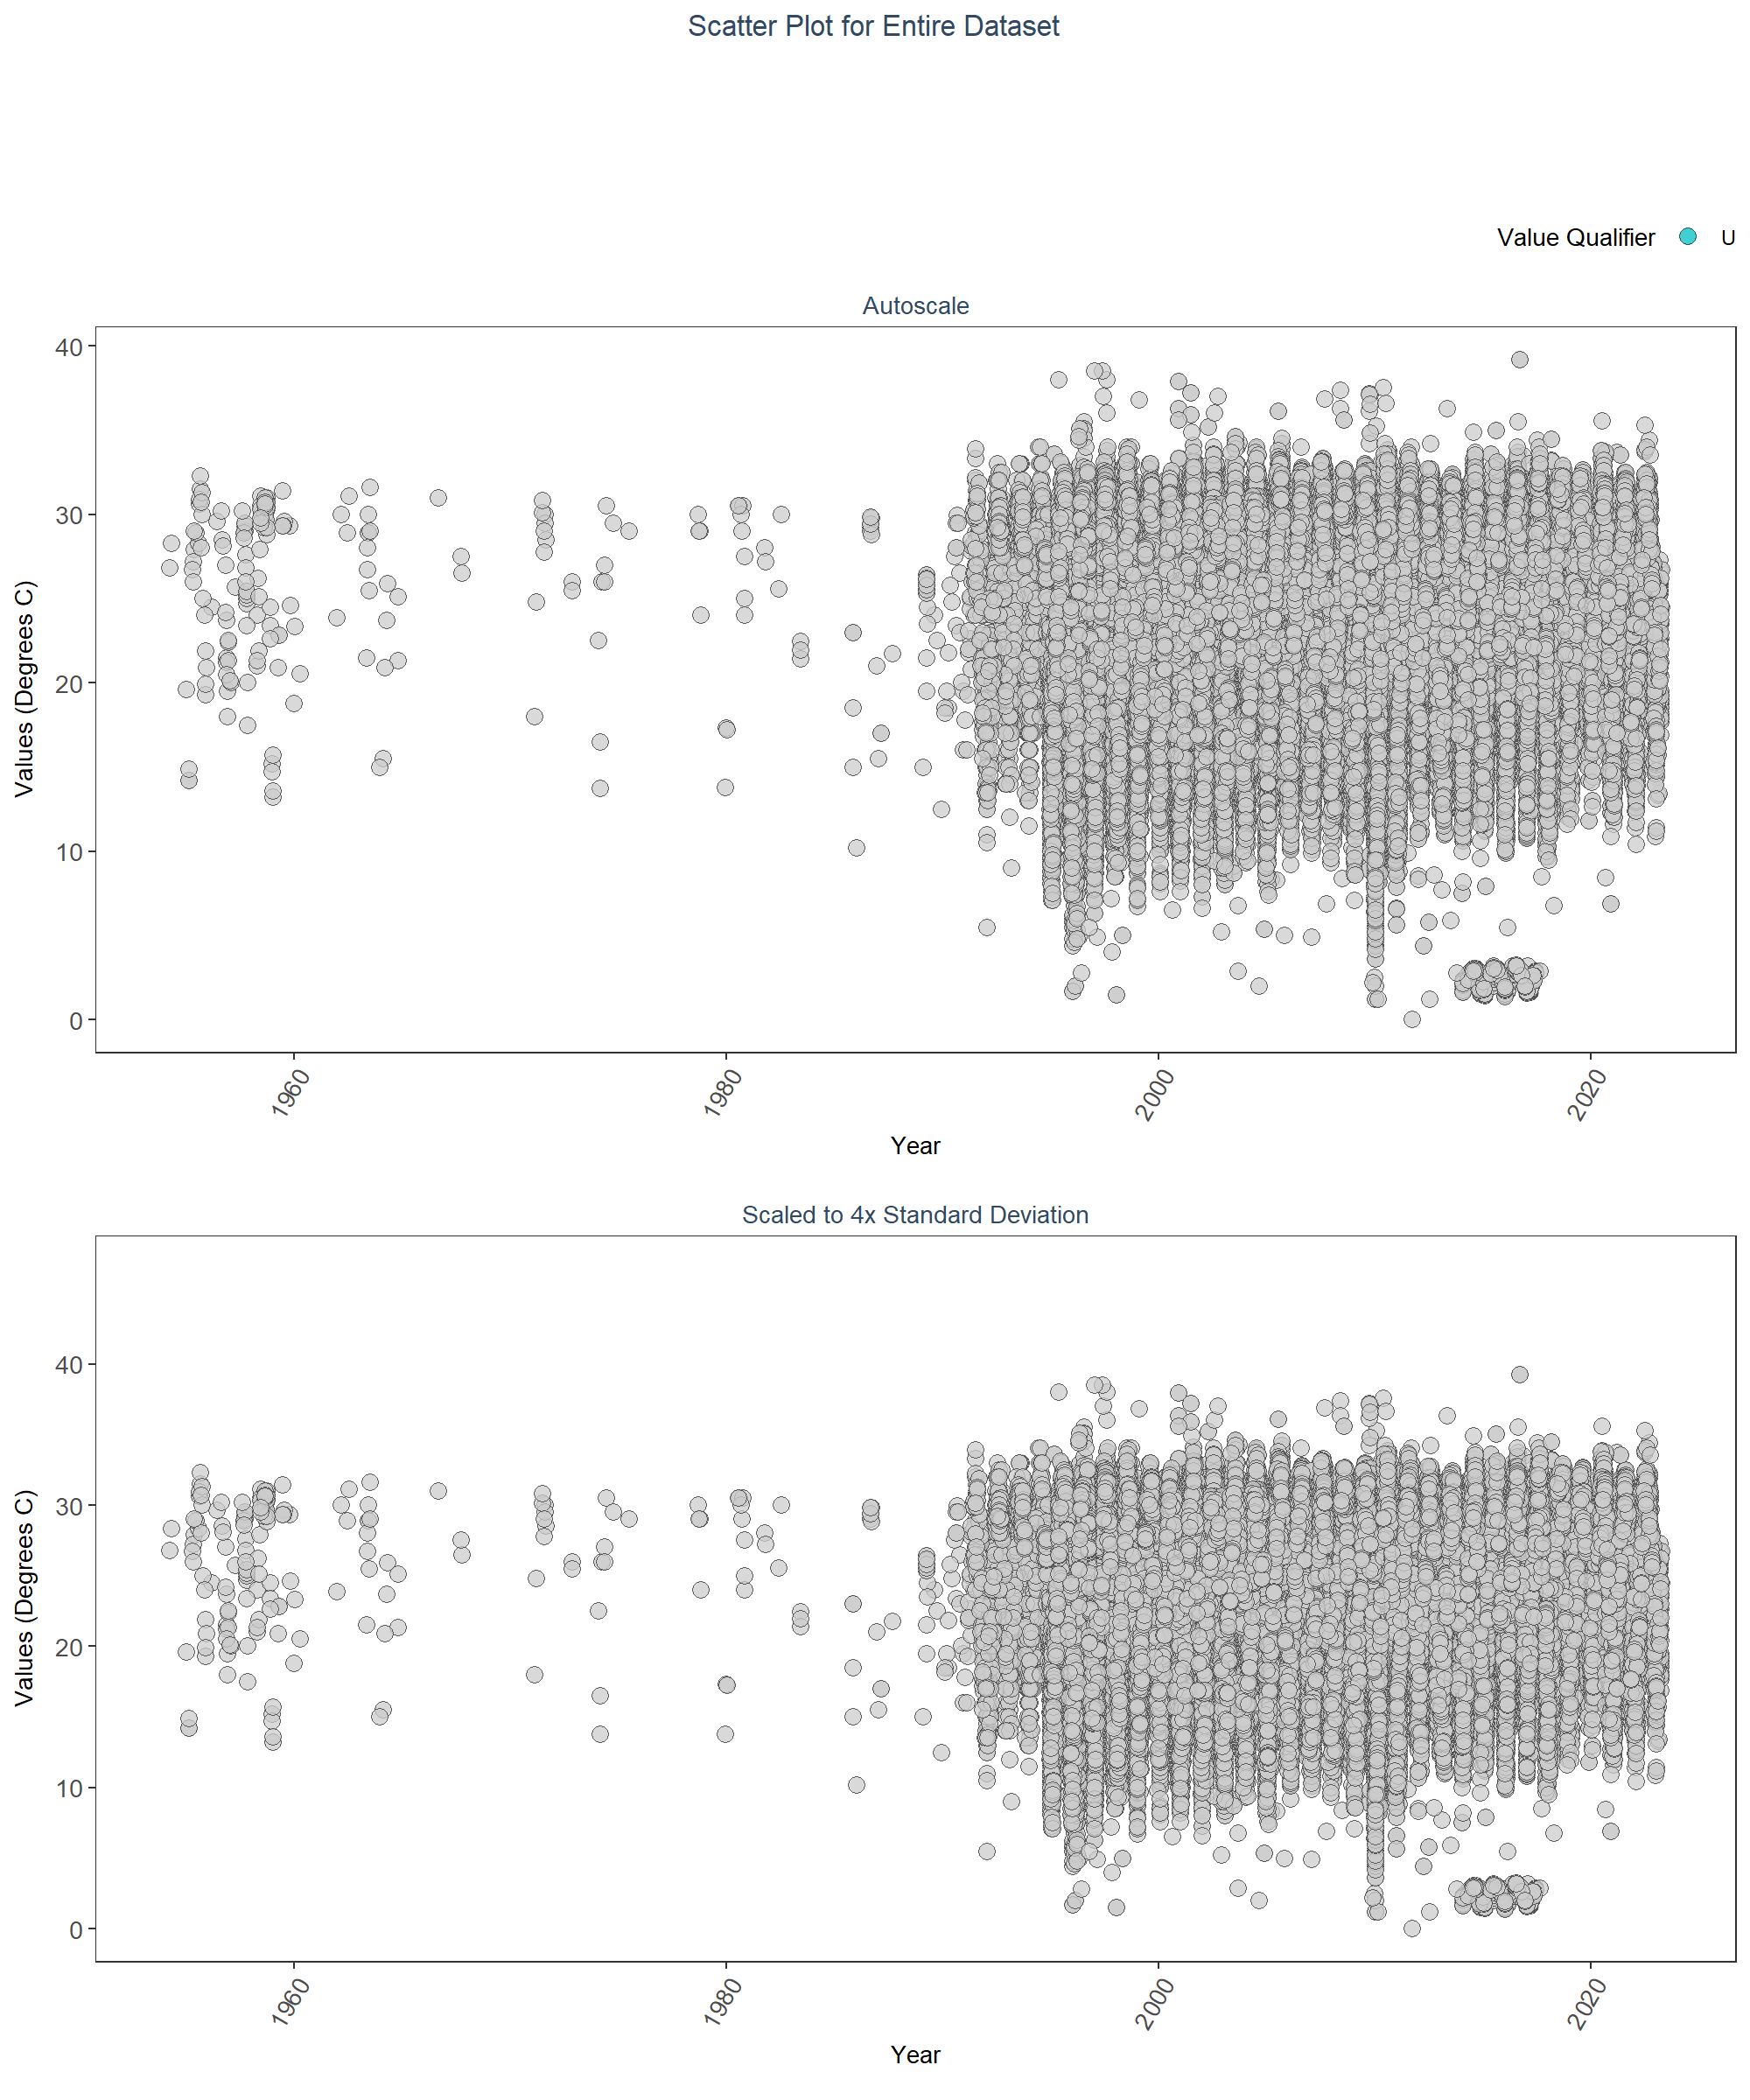 Scatter Plot for Entire Dataset
Value Qualifier U
Autoscale
Values (Degrees C)
40
30
20
10
0
1960 1980 2000 2020
Year
Scaled to 4x Standard Deviation
Values (Degrees C)
40
30
20
10
0
1960 1980 2000 2020
Year